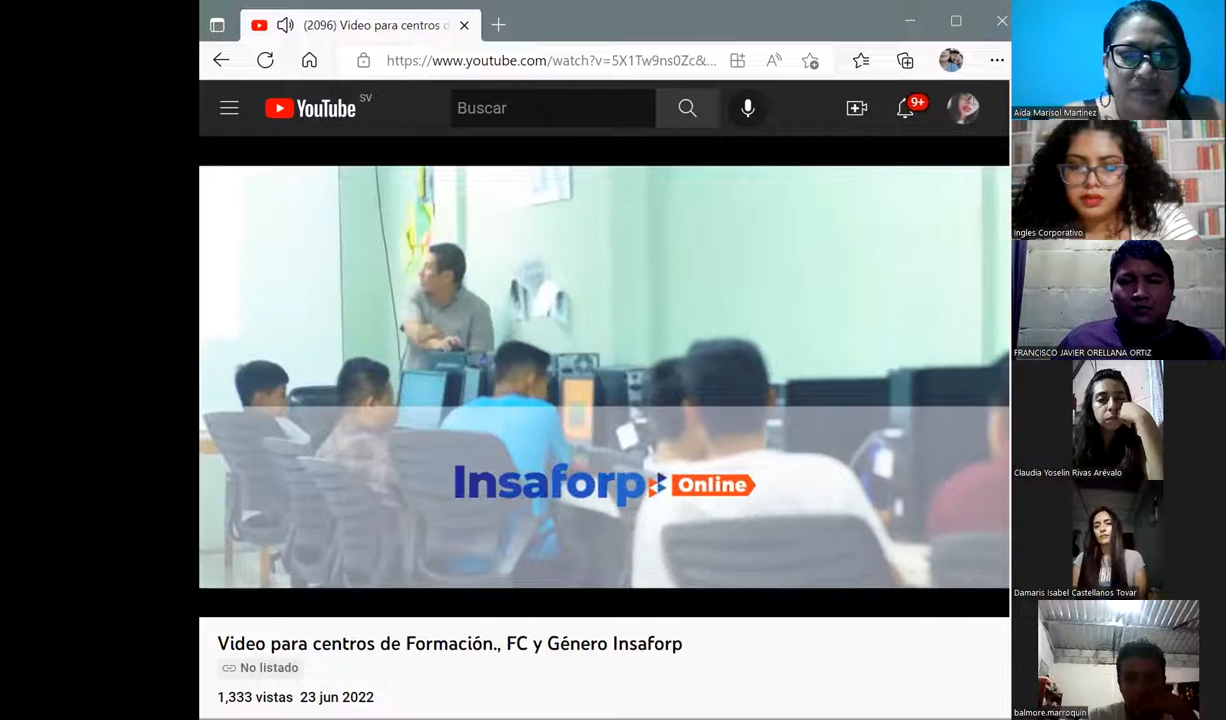 (2096) Video para centros d
https://www.youtube.com/watch?v=5X1Tw9ns0Zc&...
YouTube SV
Buscar
9+
Insaforp Online
Video para centros de Formación., FC y Género Insaforp
No listado
1,333 vistas 23 jun 2022
Aída Marisol Martinez
Ingles Corporativo
FRANCISCO JAVIER ORELLANA ORTIZ
Claudia Yoselin Rivas Arévalo
Damaris Isabel Castellanos Tovar
balmore.marroquin